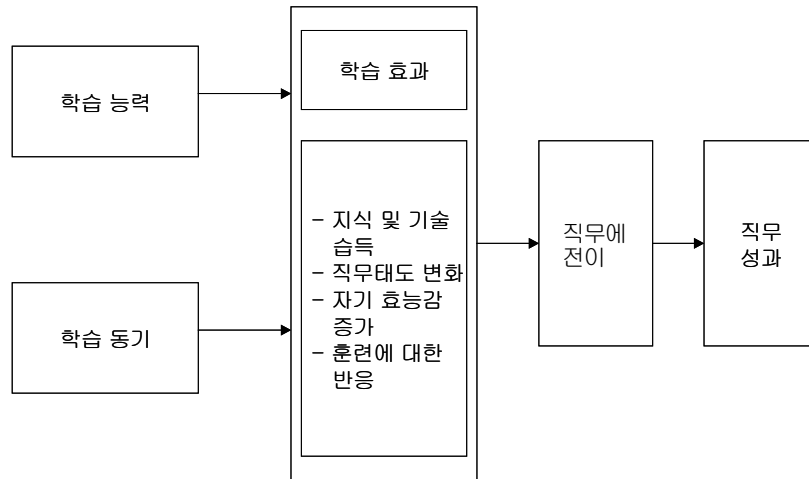 학습 능력
학습 동기
학습 효과
- 지식 및 기술
습득
- 직무태도 변화
- 자기 효능감
증가
- 훈련에 대한
반응
직무에
전이
직무
성과